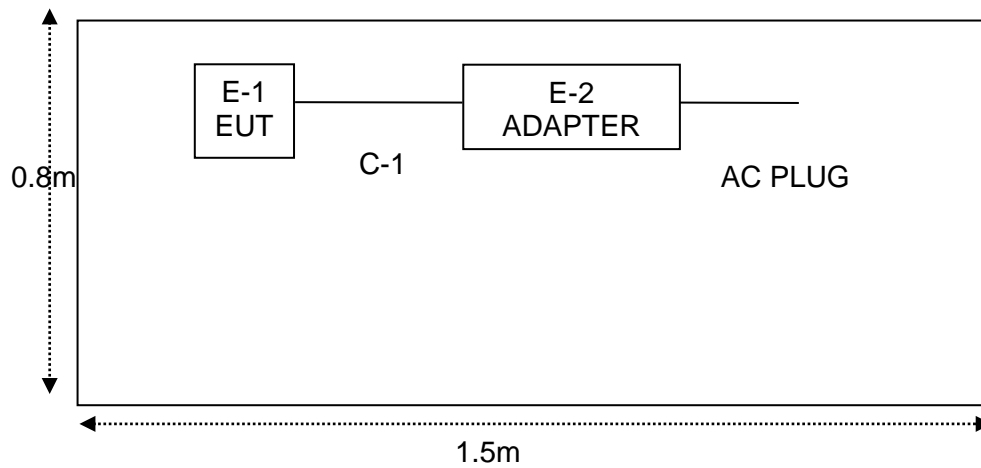 E-1
EUT
E-2
ADAPTER
C-1
0.8m
AC PLUG
1.5m